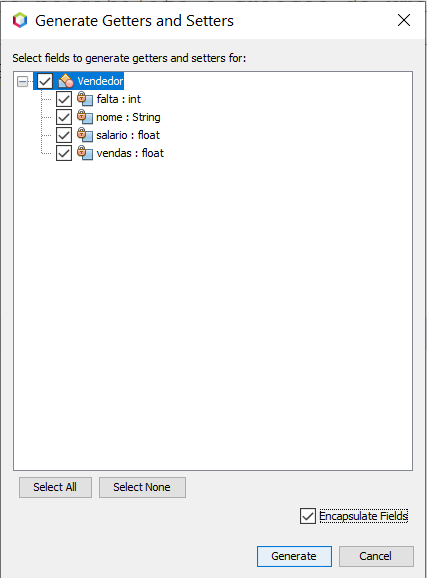 Generate Getters and Setters
Select fields to generate getters and setters for:
Vendedor
falta : int
nome : String
salario : float
vendas : float
Select All Select None
Encapsulate Fields
Generate Cancel